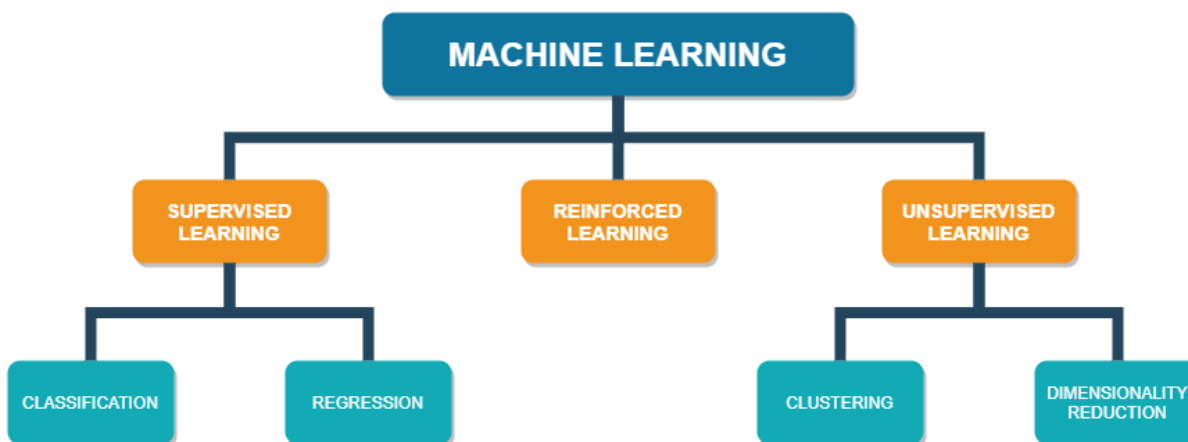 MACHINE LEARNING
SUPERVISED
LEARNING
REINFORCED
LEARNING
UNSUPERVISED
LEARNING
CLASSIFICATION
REGRESSION
CLUSTERING
DIMENSIONALITY
REDUCTION